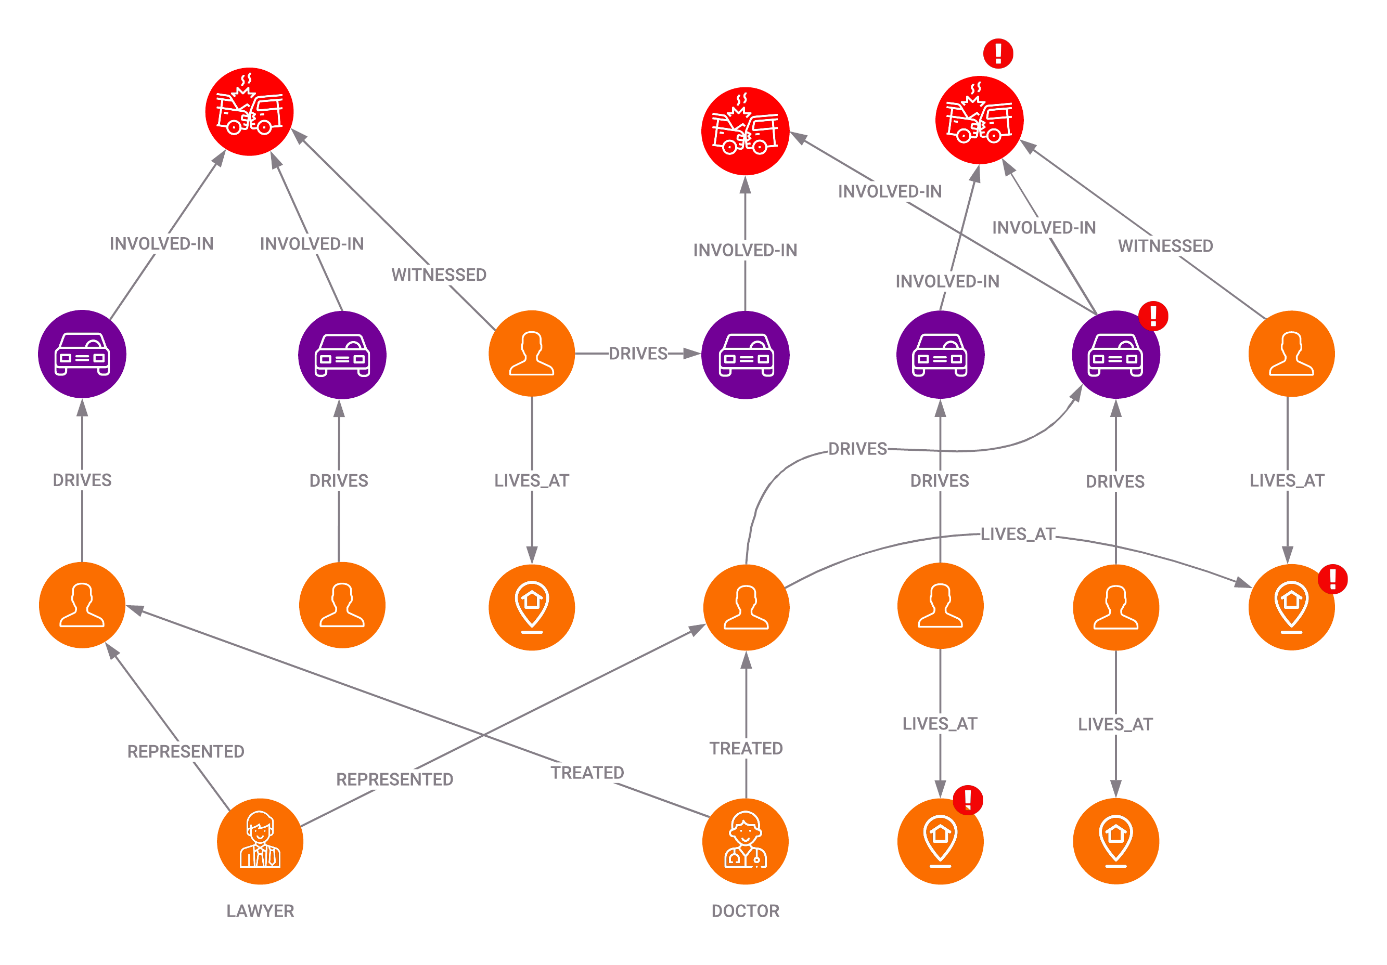 INVOLVED-IN
INVOLVED-IN
INVOLVED-IN
INVOLVED-IN
WITNESSED
WITNESSED
INVOLVED-IN
INVOLVED-IN
DRIVES
DRIVES
DRIVES
DRIVES
LIVES_AT
DRIVES
DRIVES
LIVES_AT
LIVES_AT
LIVES_AT
LIVES_AT
REPRESENTED
TREATED
REPRESENTED
TREATED
LAWYER
DOCTOR